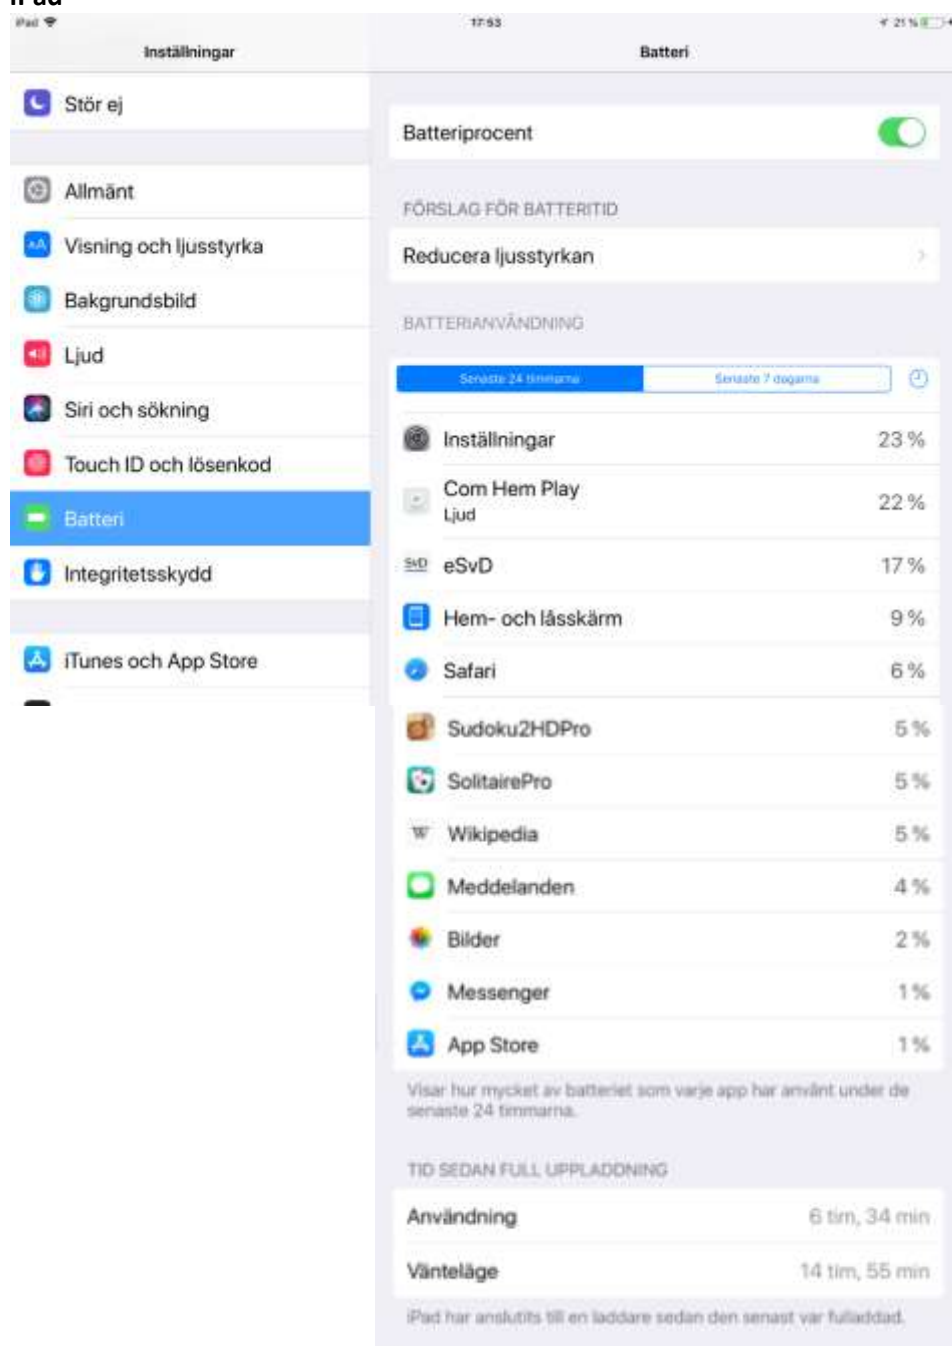 iPad
iPad 17:53 21 %
Inställningar
Stör ej
Allmänt
Visning och ljusstyrka
Bakgrundsbild
Ljud
Siri och sökning
Touch ID och lösenkod
Batteri
Integritetsskydd
iTunes och App Store
Batteri
Batteriprocent
FÖRSLAG FÖR BATTERITID
Reducera ljusstyrkan
BATTERIANVÄNDNING
Senaste 24 timmarna Senaste 7 dagarna
Inställningar 23 %
Com Hem Play 22 %
Ljud
SvD eSvD 17 %
Hem- och låsskärm 9 %
Safari 6 %
Sudoku2HDPro 5 %
SolitairePro 5 %
W Wikipedia 5 %
Meddelanden 4 %
Bilder 2 %
Messenger 1 %
App Store 1 %
Visar hur mycket av batteriet som varje app har använt under de
senaste 24 timmarna.
TID SEDAN FULL UPPLADDNING
Användning 6 tim, 34 min
Vänteläge 14 tim, 55 min
iPad har anslutits till en laddare sedan den senast var fulladdad.